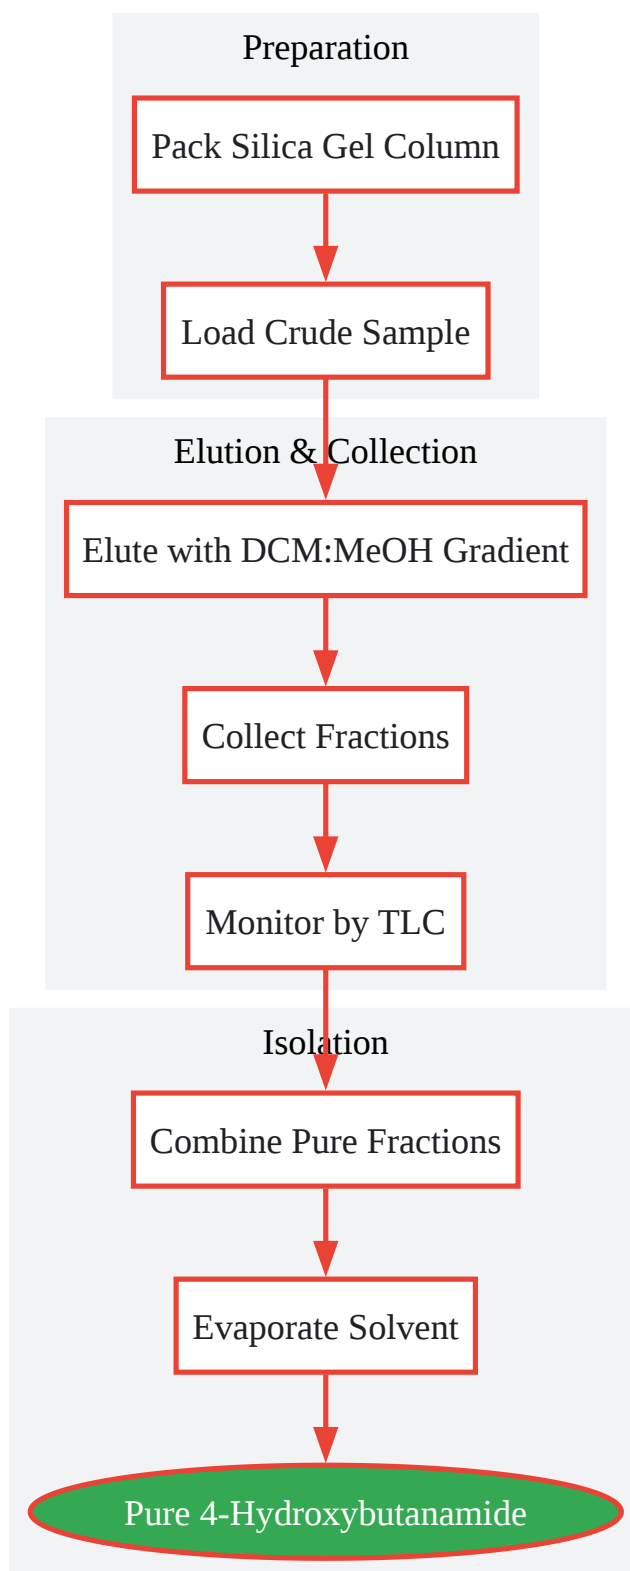 Preparation
Pack Silica Gel Column
Load Crude Sample
Elution & Collection
Elute with DCM:MeOH Gradient
Collect Fractions
Monitor by TLC
Isolation
Combine Pure Fractions
Evaporate Solvent
Pure 4-Hydroxybutanamide